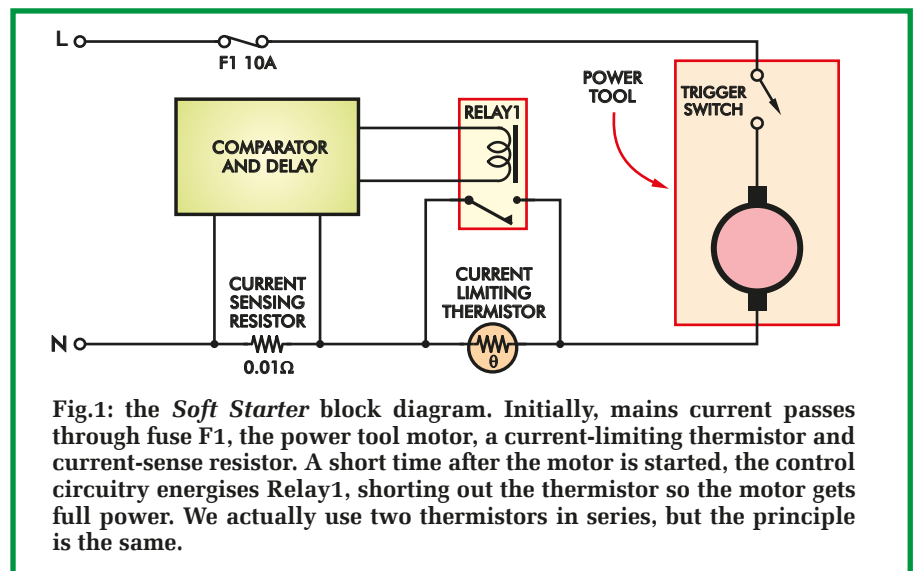 L
F1 10A
POWER
TOOL
TRIGGER
SWITCH
RELAY1
COMPARATOR
AND DELAY
CURRENT
SENSING
RESISTOR
CURRENT
LIMITING
THERMISTOR
N
0.01Ω
θ
Fig.1: the Soft Starter block diagram. Initially, mains current passes
through fuse F1, the power tool motor, a current-limiting thermistor and
current-sense resistor. A short time after the motor is started, the control
circuitry energises Relay1, shorting out the thermistor so the motor gets
full power. We actually use two thermistors in series, but the principle
is the same.